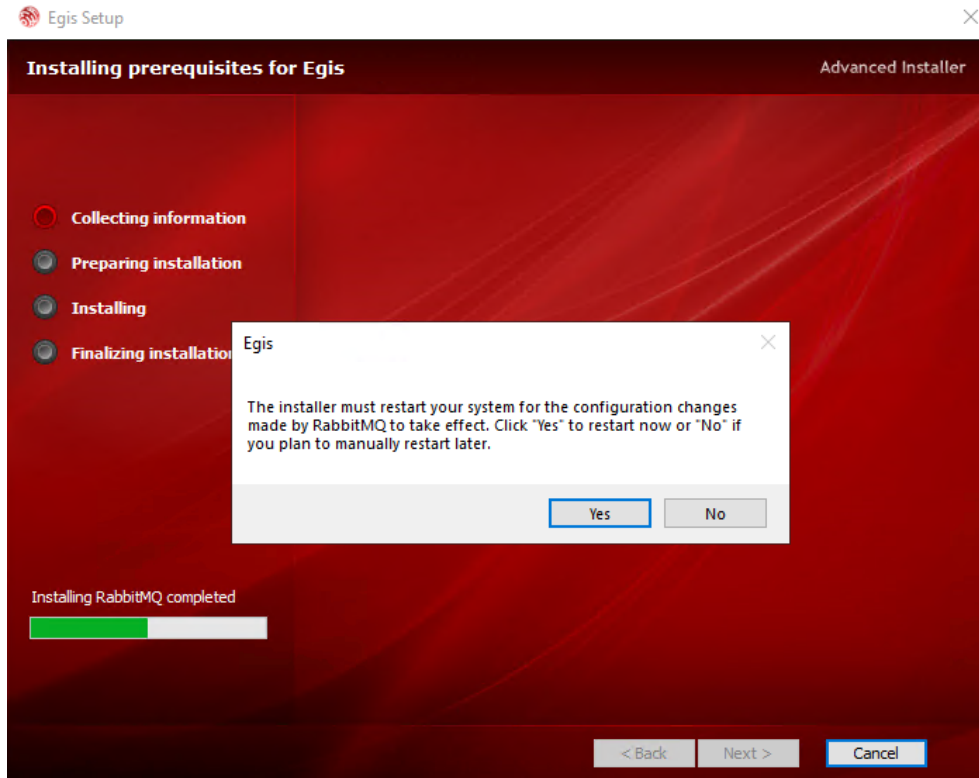 Egis Setup
Installing prerequisites for Egis
Advanced Installer
Collecting information
Preparing installation
Installing
Finalizing installation
Egis
The installer must restart your system for the configuration changes
made by RabbitMQ to take effect. Click "Yes" to restart now or "No" if
you plan to manually restart later.
Yes
No
Installing RabbitMQ completed
< Back
Next >
Cancel